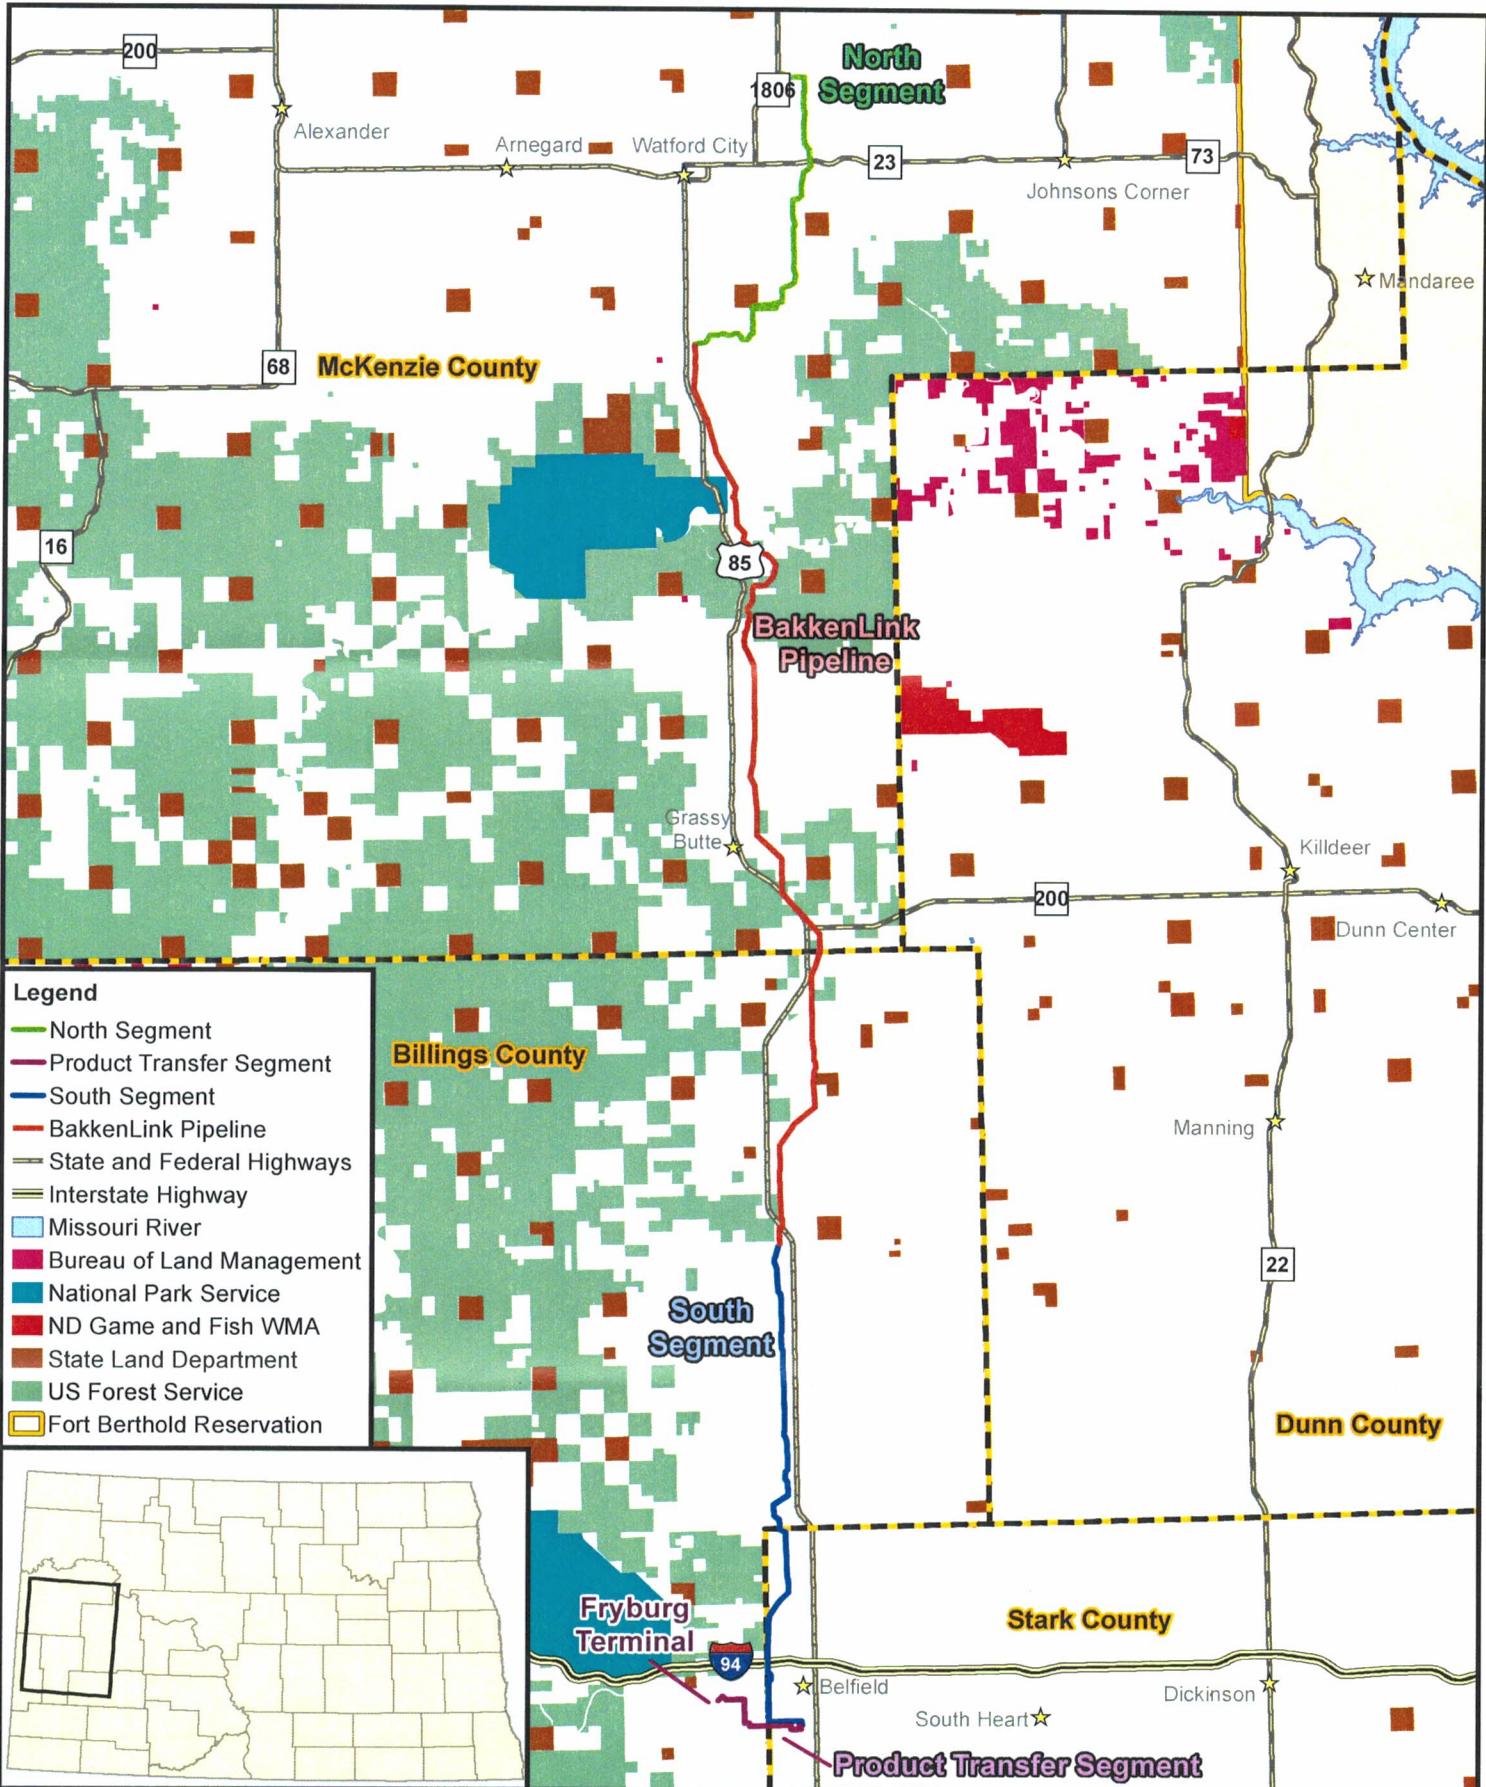 200
1806
North
Segment
Alexander
Arnegard
Watford City
23
73
Johnsons Corner
Mandaree
68
McKenzie County
16
85
BakkenLink
Pipeline
Grassy
Butte
Killdeer
200
Dunn Center
Legend
North Segment
Product Transfer Segment
South Segment
BakkenLink Pipeline
State and Federal Highways
Interstate Highway
Missouri River
Bureau of Land Management
National Park Service
ND Game and Fish WMA
State Land Department
US Forest Service
Fort Berthold Reservation
Billings County
Manning
22
South
Segment
Dunn County
Fryburg
Terminal
94
Stark County
Belfield
Dickinson
South Heart
Product Transfer Segment